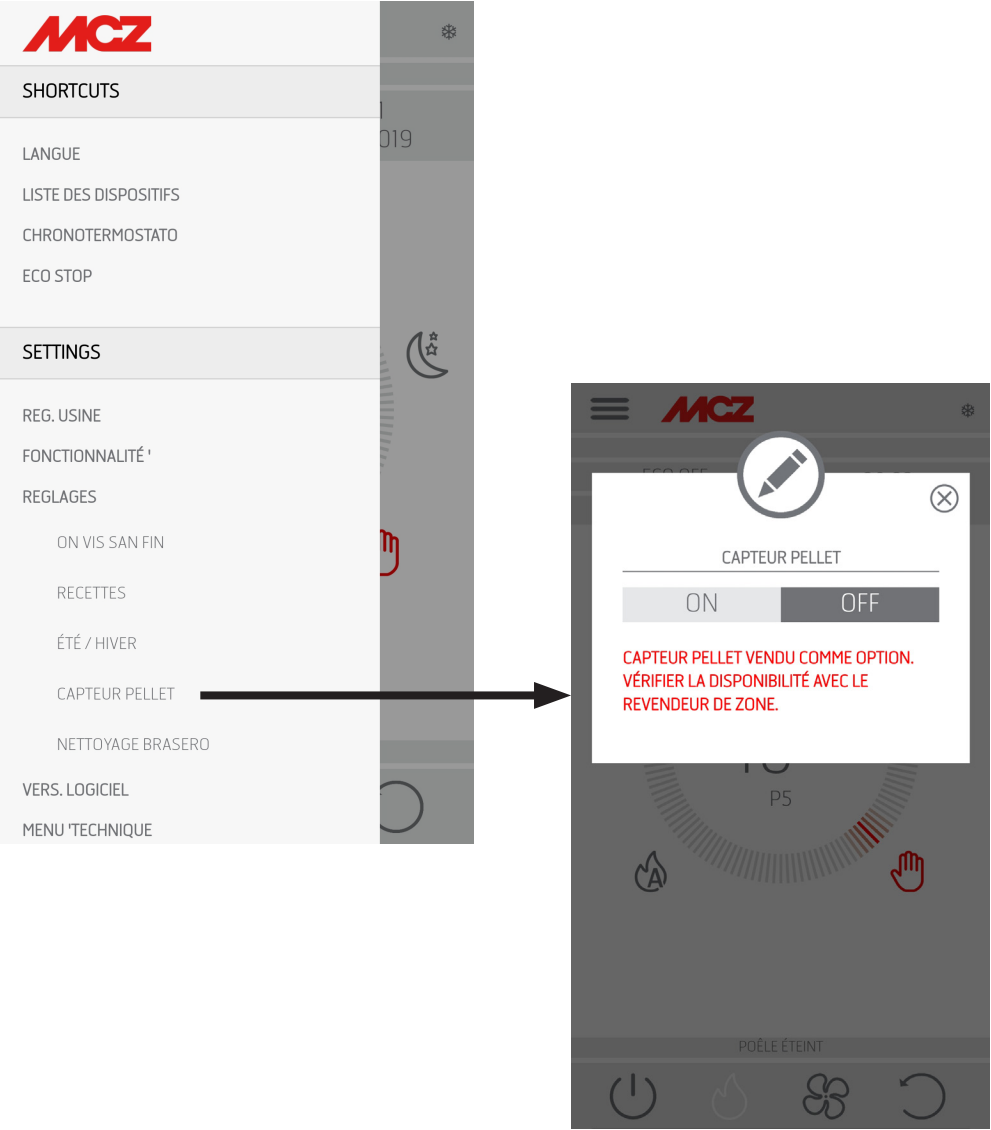 MCZ
SHORTCUTS
019
LANGUE
LISTE DES DISPOSITIFS
CHRONOTERMOSTATO
ECO STOP
SETTINGS
REG. USINE
FONCTIONNALITÉ '
REGLAGES
ON VIS SAN FIN
RECETTES
ÉTÉ / HIVER
CAPTEUR PELLET
NETTOYAGE BRASERO
VERS. LOGICIEL
MENU 'TECHNIQUE
MCZ
CAPTEUR PELLET
ON OFF
CAPTEUR PELLET VENDU COMME OPTION.
VÉRIFIER LA DISPONIBILITÉ AVEC LE
REVENDEUR DE ZONE.
P5
A
POÊLE ÉTEINT